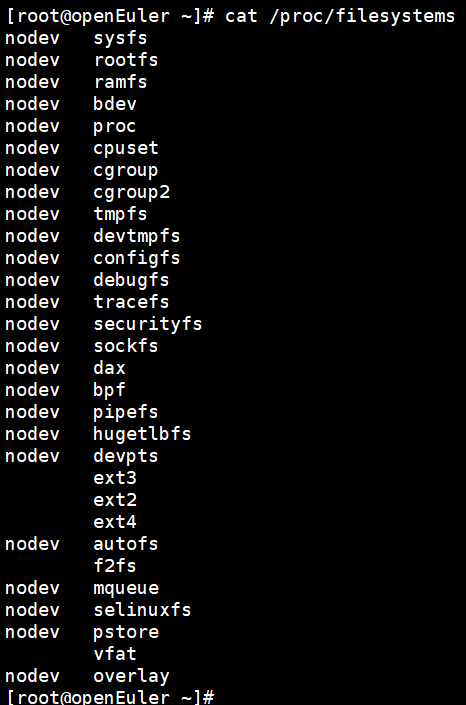 [root@openEuler ~]# cat /proc/filesystems
nodev   sysfs
nodev   rootfs
nodev   ramfs
nodev   bdev
nodev   proc
nodev   cpuset
nodev   cgroup
nodev   cgroup2
nodev   tmpfs
nodev   devtmpfs
nodev   configfs
nodev   debugfs
nodev   tracefs
nodev   securityfs
nodev   sockfs
nodev   dax
nodev   bpf
nodev   pipefs
nodev   hugetlbfs
nodev   devpts
        ext3
        ext2
        ext4
nodev   autofs
        f2fs
nodev   mqueue
nodev   selinuxfs
nodev   pstore
        vfat
nodev   overlay
[root@openEuler ~]#